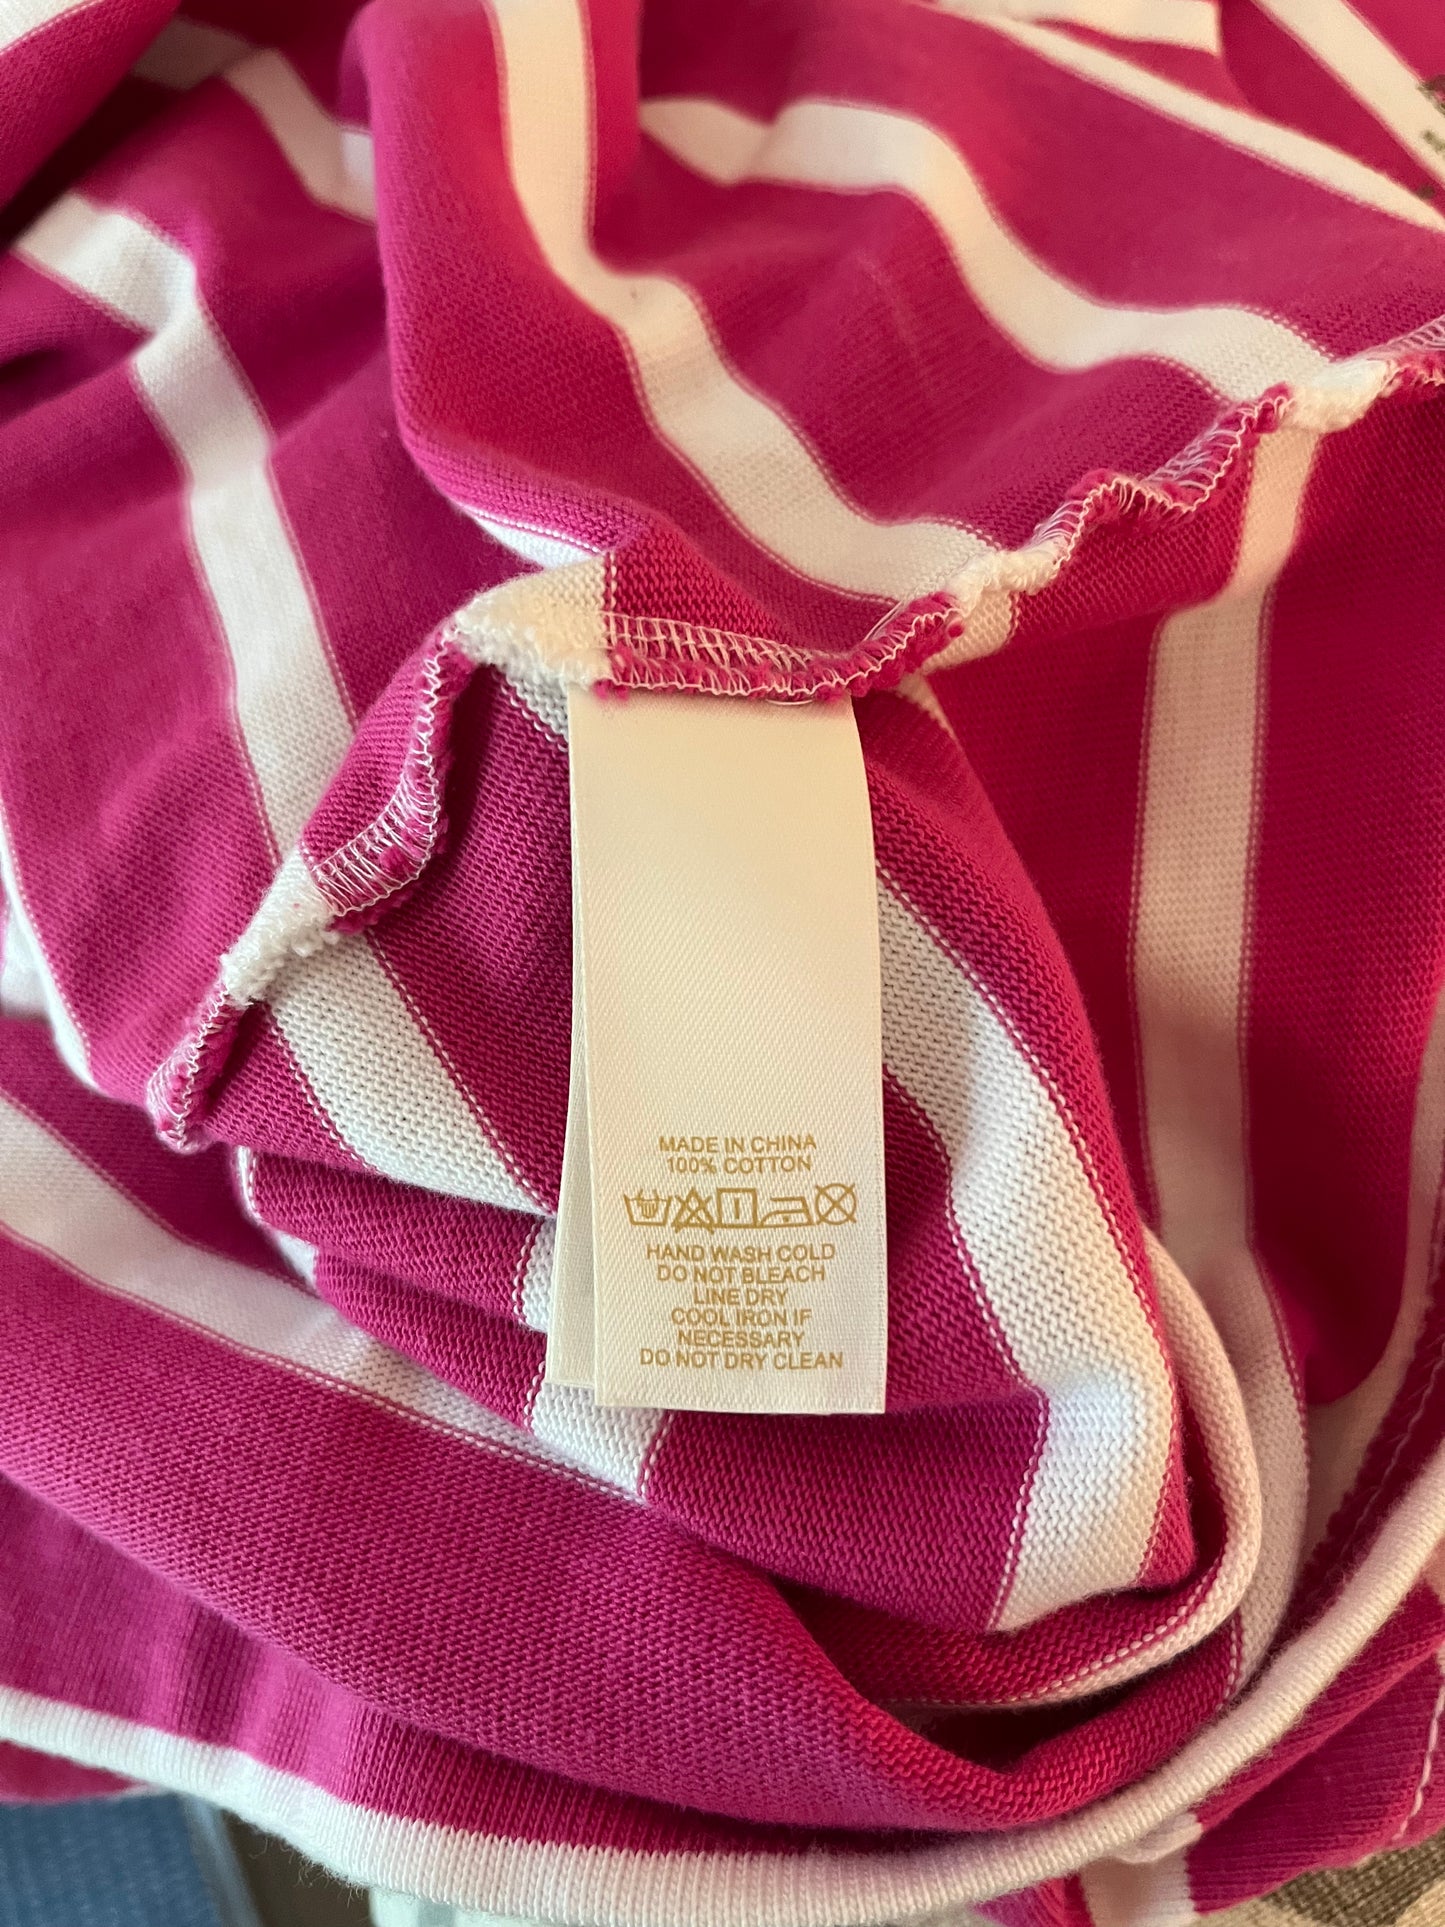 MADE IN CHINA
100% COTTON
HAND WASH COLD
DO NOT BLEACH
LINE DRY
COOL IRON IF
NECESSARY
DO NOT DRY CLEAN